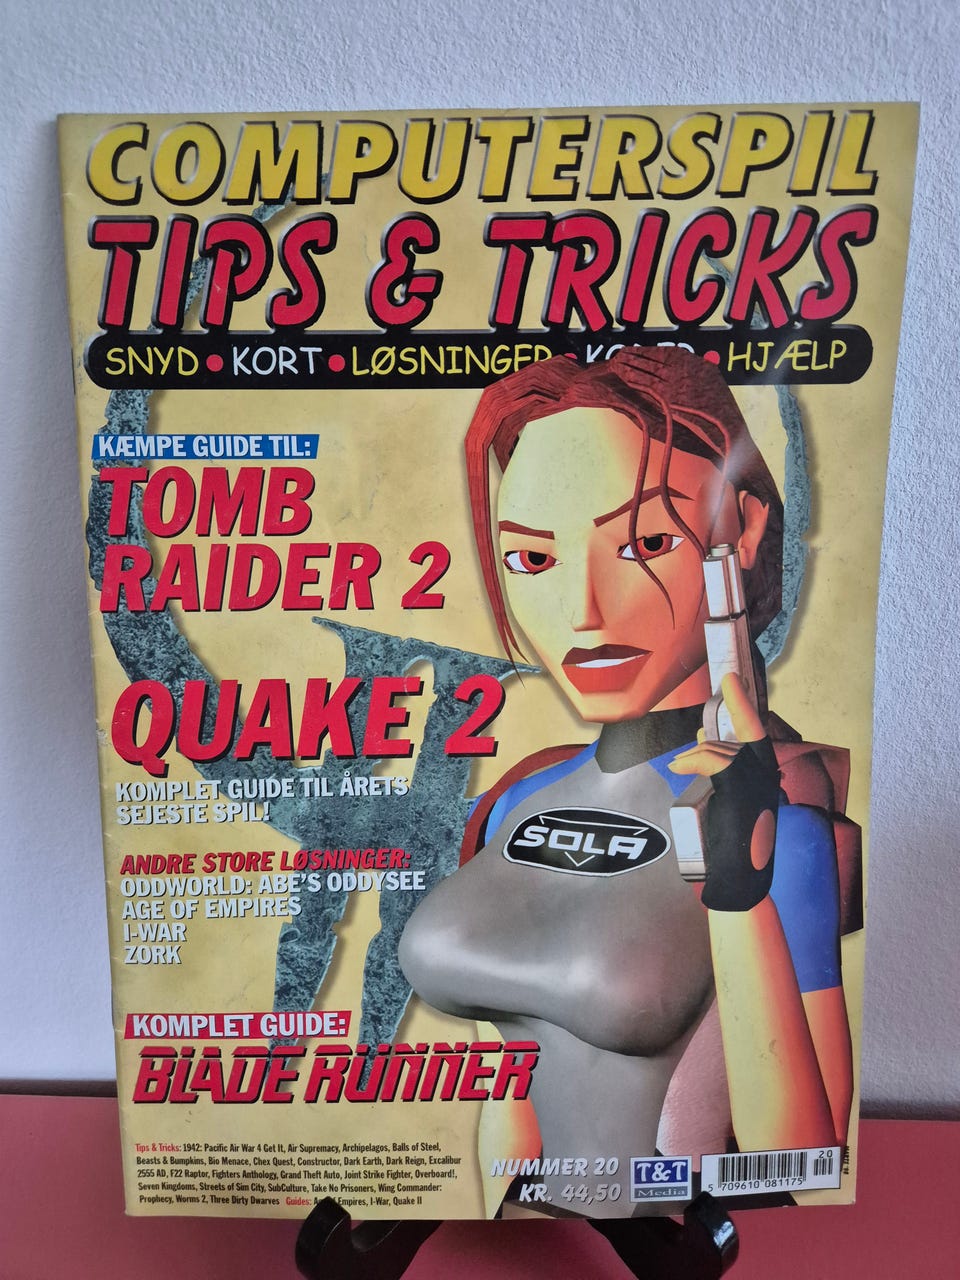 COMPUTERSPIL
TIPS & TRICKS
SNYD • KORT • LØSNINGER • KODER • HJÆLP
KÆMPE GUIDE TIL:
TOMB
RAIDER 2
QUAKE 2
KOMPLET GUIDE TIL ÅRETS
SEJESTE SPIL!
SOLA
ANDRE STORE LØSNINGER:
ODDWORLD: ABE'S ODDYSEE
AGE OF EMPIRES
I-WAR
ZORK
KOMPLET GUIDE:
BLADE RUNNER
Tips & Tricks: 1942: Pacific Air War 4 Get It, Air Supremacy, Archipelagos, Balls of Steel,
Beasts & Bumpkins, Bio Menace, Chex Quest, Constructor, Dark Earth, Dark Reign, Excalibur
2555 AD, F22 Raptor, Fighters Anthology, Grand Theft Auto, Joint Strike Fighter, Overboard!,
Seven Kingdoms, Streets of Sim City, SubCulture, Take No Prisoners, Wing Commander:
Prophecy, Worms 2, Three Dirty Dwarves Guides: Empires, I-War, Quake II
NUMMER 20
KR. 44,50
T&T
Media
20
5 709610 081175